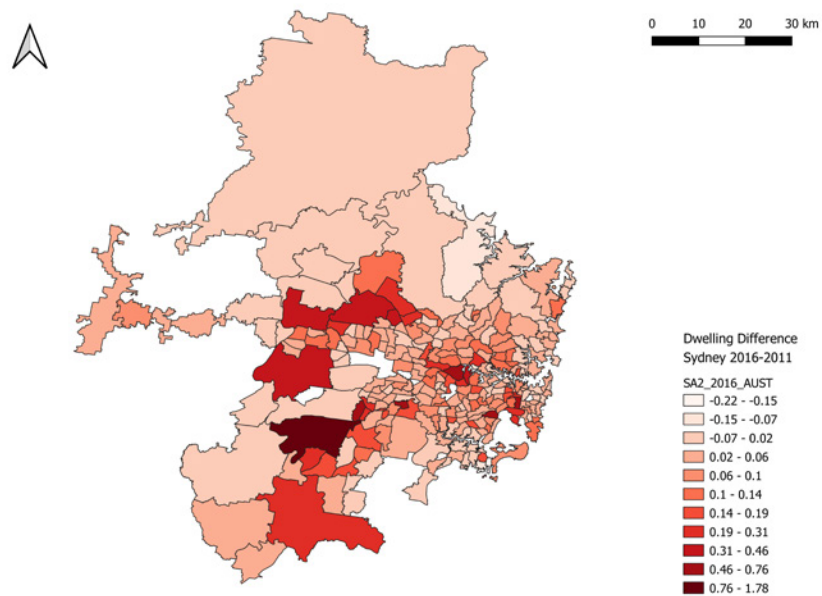 0 10 20 30 km
Dwelling Difference
Sydney 2016-2011
SA2_2016_AUST
-0.22 - -0.15
-0.15 - -0.07
-0.07 - 0.02
0.02 - 0.06
0.06 - 0.1
0.1 - 0.14
0.14 - 0.19
0.19 - 0.31
0.31 - 0.46
0.46 - 0.76
0.76 - 1.78